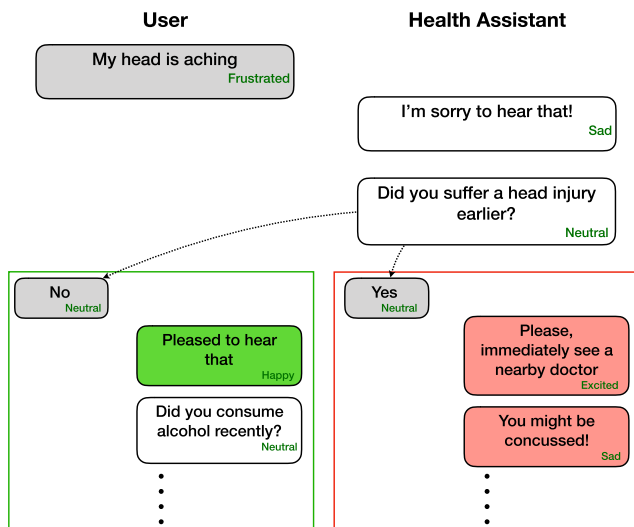 User
Health Assistant
My head is aching
Frustrated
I'm sorry to hear that!
Sad
Did you suffer a head injury
earlier?
Neutral
No
Neutral
Pleased to hear
that
Happy
Did you consume
alcohol recently?
Neutral
Yes
Neutral
Please,
immediately see a
nearby doctor
Excited
You might be
concussed!
Sad